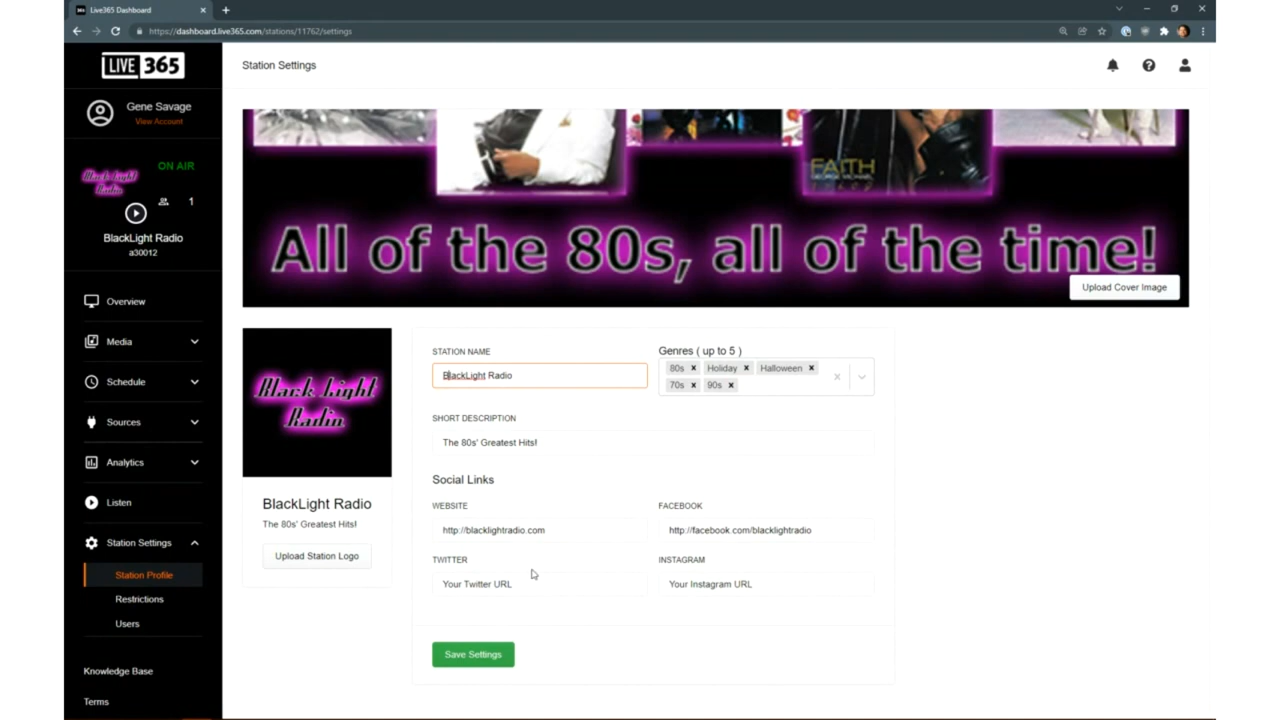 Live365 Dashboard
https://dashboard.live365.com/stations/11762/settings
LIVE 365
Station Settings
Gene Savage
View Account
ON AIR
Black Light
Radio
1
BlackLight Radio
a30012
FAITH
GEORGE MICHAEL
All of the 80s, all of the time!
Upload Cover Image
Overview
Media
Schedule
Sources
Analytics
Listen
Station Settings
Station Profile
Restrictions
Users
Knowledge Base
Terms
Black Light
Radio
BlackLight Radio
The 80s' Greatest Hits!
Upload Station Logo
STATION NAME
BlackLight Radio
Genres ( up to 5 )
80s Holiday Halloween
70s 90s
SHORT DESCRIPTION
The 80s' Greatest Hits!
Social Links
WEBSITE
http://blacklightradio.com
FACEBOOK
http://facebook.com/blacklightradio
TWITTER
Your Twitter URL
INSTAGRAM
Your Instagram URL
Save Settings